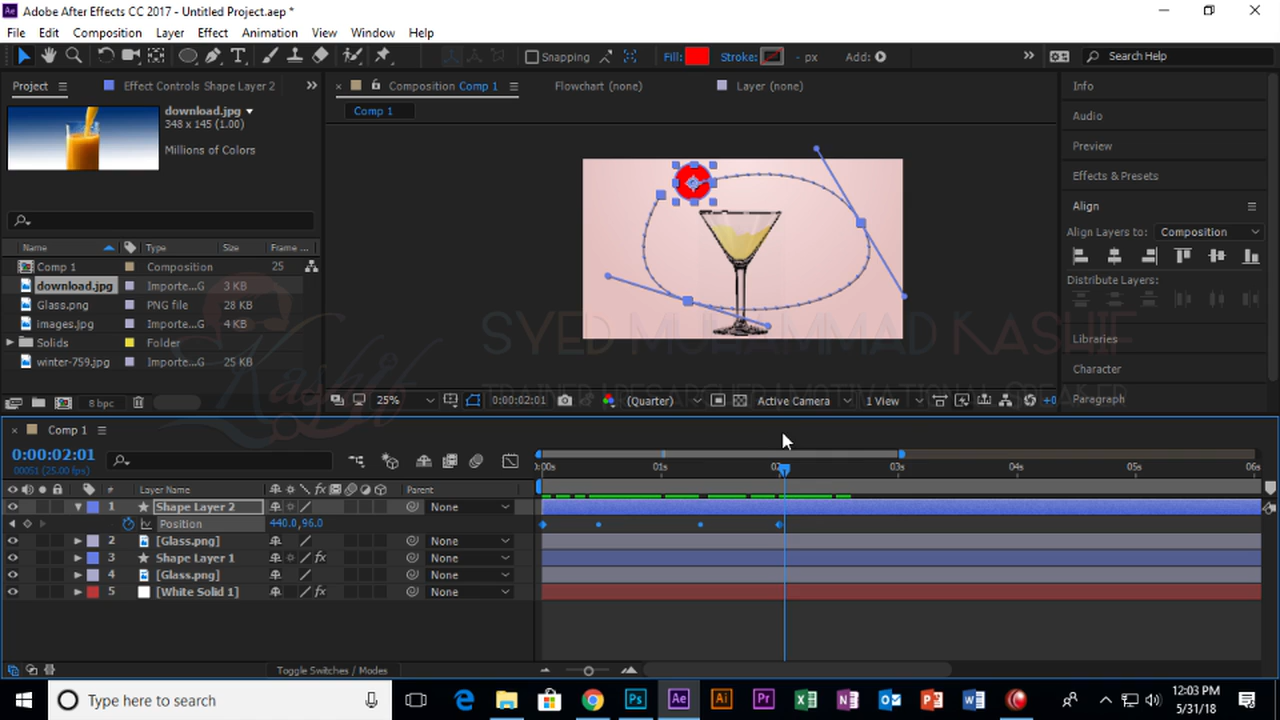 Adobe After Effects CC 2017 - Untitled Project.aep *
File Edit Composition Layer Effect Animation View Window Help
Snapping Fill: Stroke: - px Add: Search Help
Project Effect Controls Shape Layer 2 Composition Comp 1 Flowchart (none) Layer (none) Info
download.jpg
348 x 145 (1.00)
Millions of Colors
Comp 1
Audio
Preview
Effects & Presets
Align
Align Layers to: Composition
Distribute Layers:
Libraries
Character
Paragraph
Name Type Size Frame ...
Comp 1 Composition 25
download.jpg Importe...G 3 KB
Glass.png PNG file 28 KB
images.jpg Importe...G 4 KB
Solids Folder
winter-759.jpg Importe...G 25 KB
SYED MUHAMMAD KASHIF
Kashif
TRAINER | RESARCHER | MOTIVATIONAL SPEAKER
8 bpc 25% 0:00:02:01 (Quarter) Active Camera 1 View +0
Comp 1
0:00:02:01
00051 (25.00 fps)
):00s 01s 02s 03s 04s 05s 06s
# Layer Name Parent
1 Shape Layer 2 None
Position 440.0,96.0
2 [Glass.png] None
3 Shape Layer 1 None
4 [Glass.png] None
5 [White Solid 1] None
Toggle Switches / Modes
Type here to search
12:03 PM
5/31/18